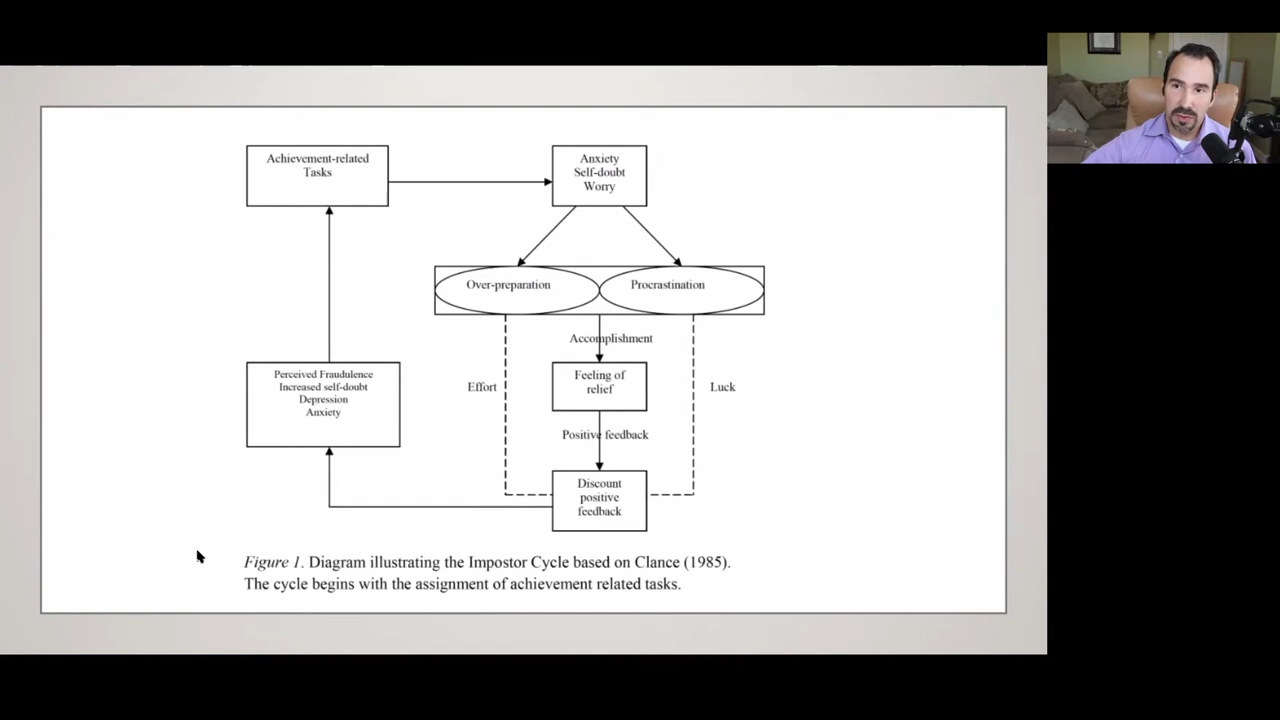 Achievement-related
Tasks
Anxiety
Self-doubt
Worry
Over-preparation
Procrastination
Accomplishment
Effort
Feeling of
relief
Luck
Positive feedback
Perceived Fraudulence
Increased self-doubt
Depression
Anxiety
Discount
positive
feedback
Figure 1. Diagram illustrating the Impostor Cycle based on Clance (1985).
The cycle begins with the assignment of achievement related tasks.